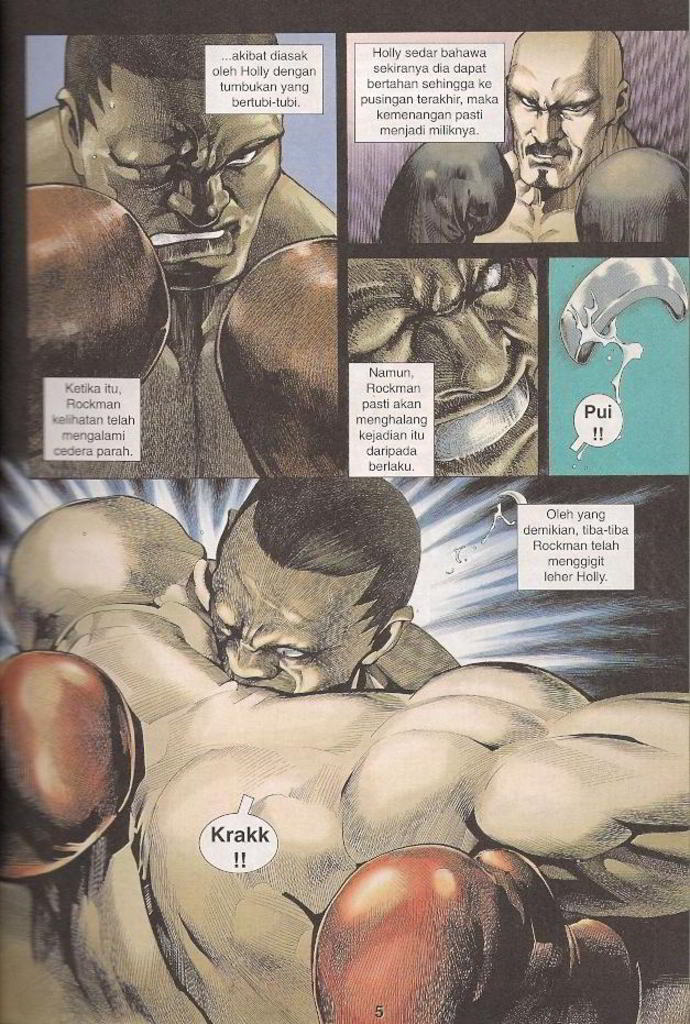 ...akibat diasak
oleh Holly dengan
tumbukan yang
bertubi-tubi.
Ketika itu,
Rockman
kelihatan telah
mengalami
cedera parah.
Holly sedar bahawa
sekiranya dia dapat
bertahan sehingga ke
pusingan terakhir, maka
kemenangan pasti
menjadi miliknya.
Namun,
Rockman
pasti akan
menghalang
kejadian itu
daripada
berlaku.
Pui
!!
Oleh yang
demikian, tiba-tiba
Rockman telah
menggigit
leher Holly.
Krakk
!!
5